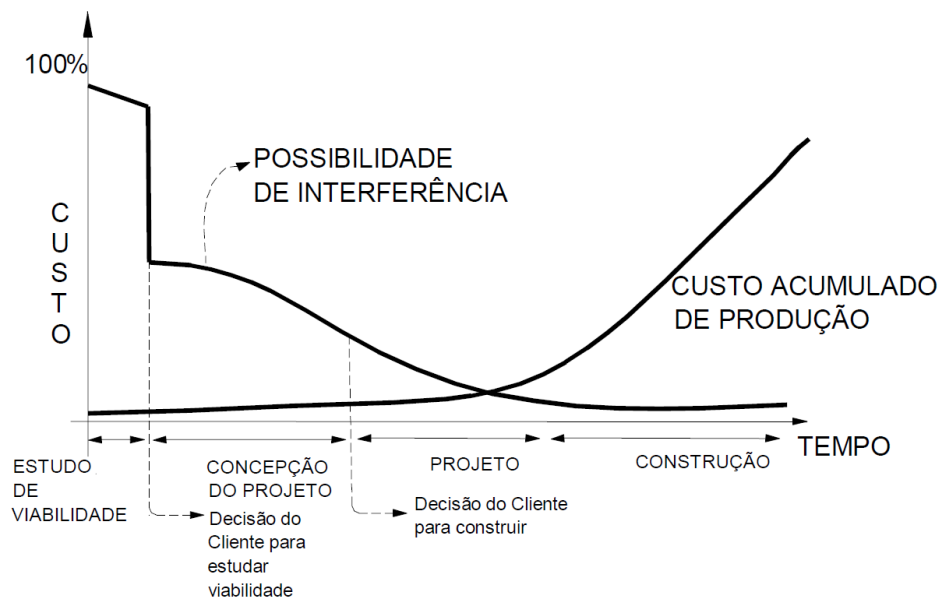 100%
POSSIBILIDADE
DE INTERFERÊNCIA
C
U
S
T
O
CUSTO ACUMULADO
DE PRODUÇÃO
TEMPO
ESTUDO
DE
VIABILIDADE
CONCEPÇÃO
DO PROJETO
PROJETO
CONSTRUÇÃO
Decisão do
Cliente para
estudar
viabilidade
Decisão do Cliente
para construir